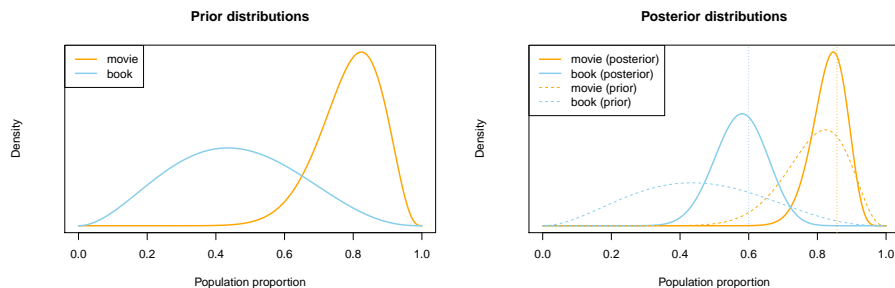 Prior distributions
movie
book
Density
0.0 0.2 0.4 0.6 0.8 1.0
Population proportion
Posterior distributions
movie (posterior)
book (posterior)
movie (prior)
book (prior)
Density
0.0 0.2 0.4 0.6 0.8 1.0
Population proportion